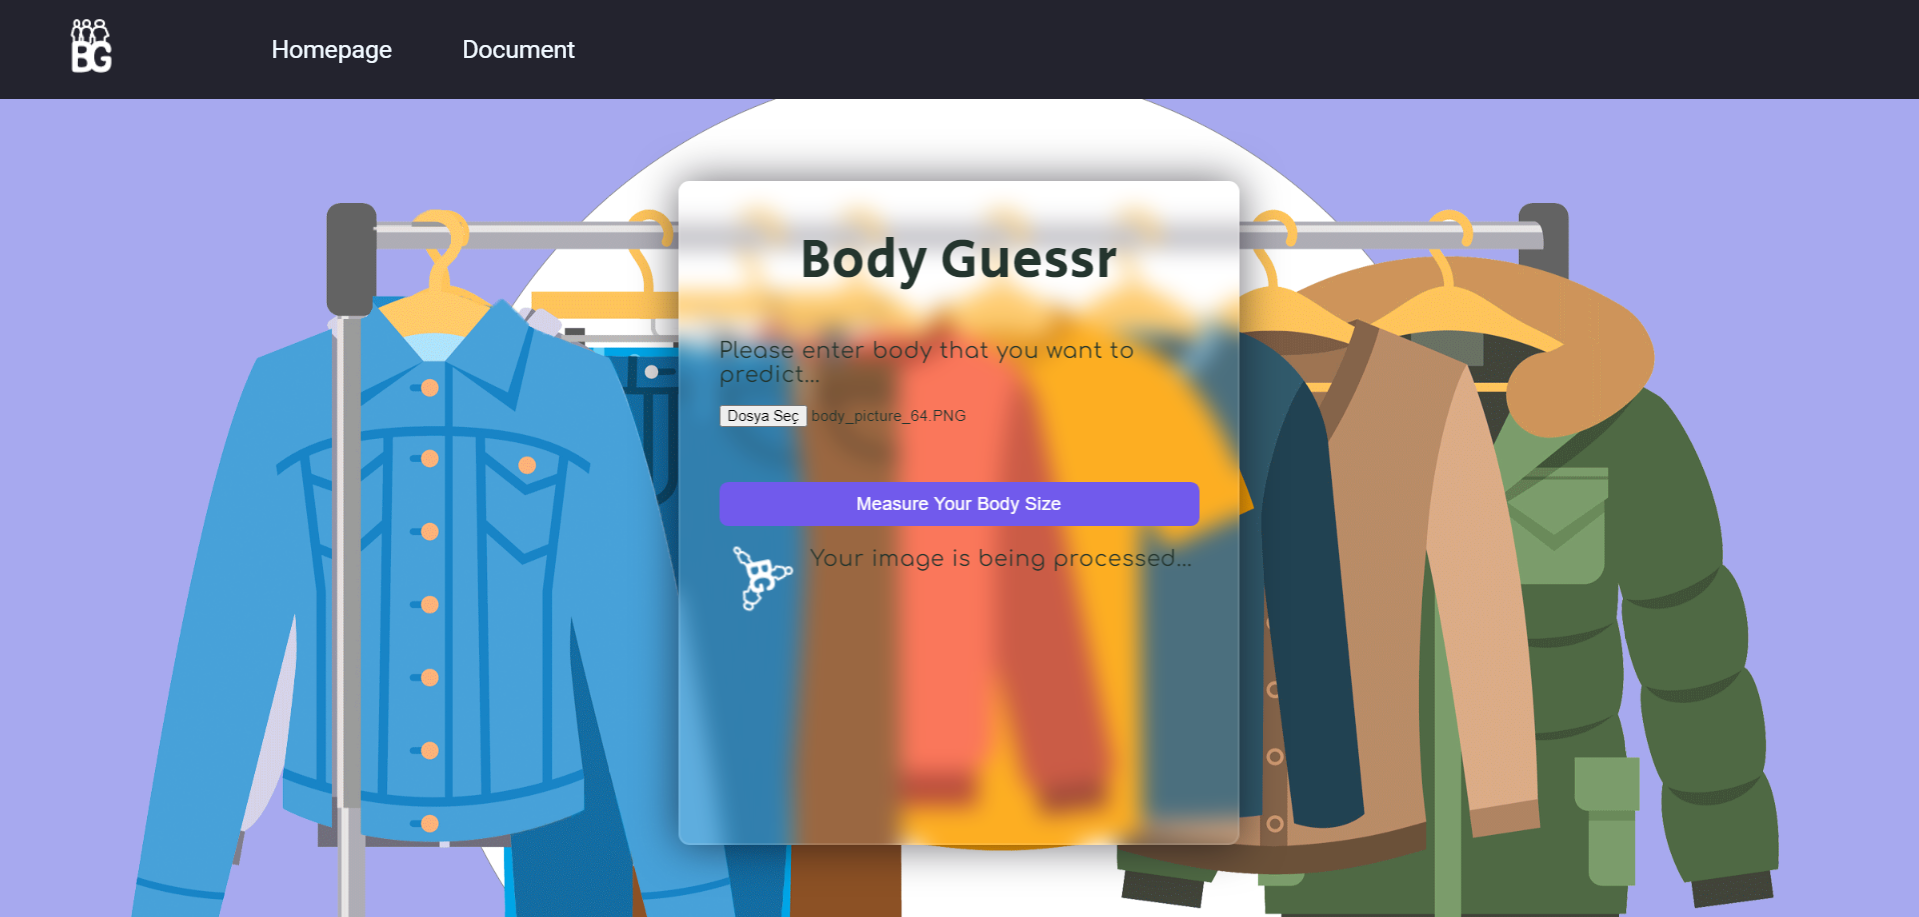 BG
Homepage
Document
Body Guessr
Please enter body that you want to
predict...
Dosya Seç body_picture_64.PNG
Measure Your Body Size
BG
Your image is being processed...